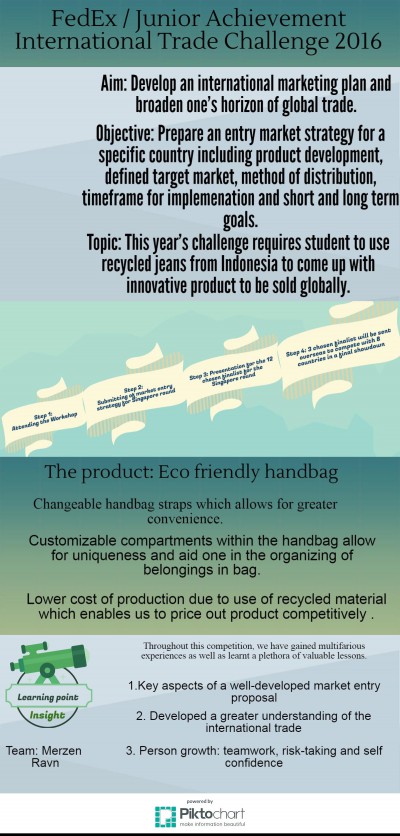 FedEx / Junior Achievement
International Trade Challenge 2016
Aim: Develop an international marketing plan and
broaden one's horizon of global trade.
Objective: Prepare an entry market strategy for a
specific country including product development,
defined target market, method of distribution,
timeframe for implemenation and short and long term
goals.
Topic: This year's challenge requires student to use
recycled jeans from Indonesia to come up with
innovative product to be sold globally.
Step 1:
Attending the Workshop
Step 2:
Submitting of market entry
strategy for Singapore round
Step 3: Presentation for the 12
chosen finalist for the
Singapore round
Step 4: 2 chosen finalist will be sent
overseas to compete with 8
countries in a final showdown
The product: Eco friendly handbag
Changeable handbag straps which allows for greater
convenience.
Customizable compartments within the handbag allow
for uniqueness and aid one in the organizing of
belongings in bag.
Lower cost of production due to use of recycled material
which enables us to price out product competitively .
Learning point
Insight
Team: Merzen
Ravn
Throughout this competition, we have gained multifarious
experiences as well as learnt a plethora of valuable lessons.
1.Key aspects of a well-developed market entry
proposal
2. Developed a greater understanding of the
international trade
3. Person growth: teamwork, risk-taking and self
confidence
powered by
Piktochart
make information beautiful